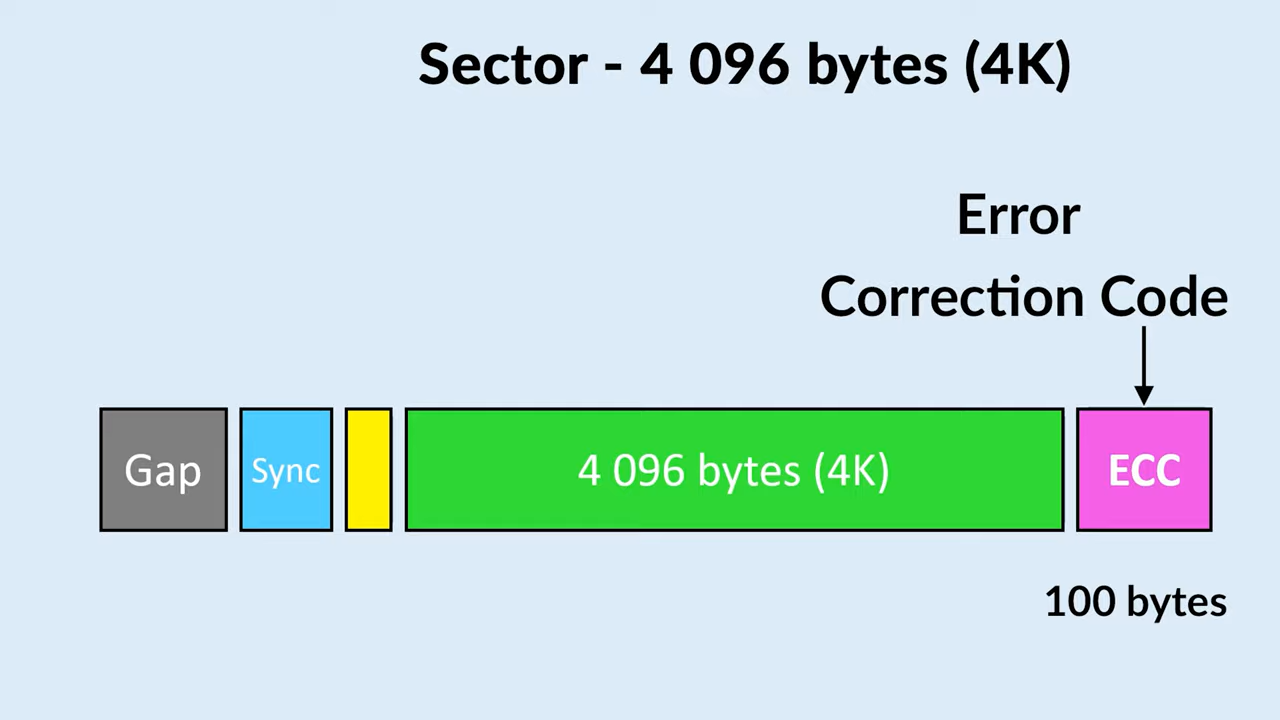 Sector - 4 096 bytes (4K)
Error
Correction Code
Gap
Sync
4 096 bytes (4K)
ECC
100 bytes